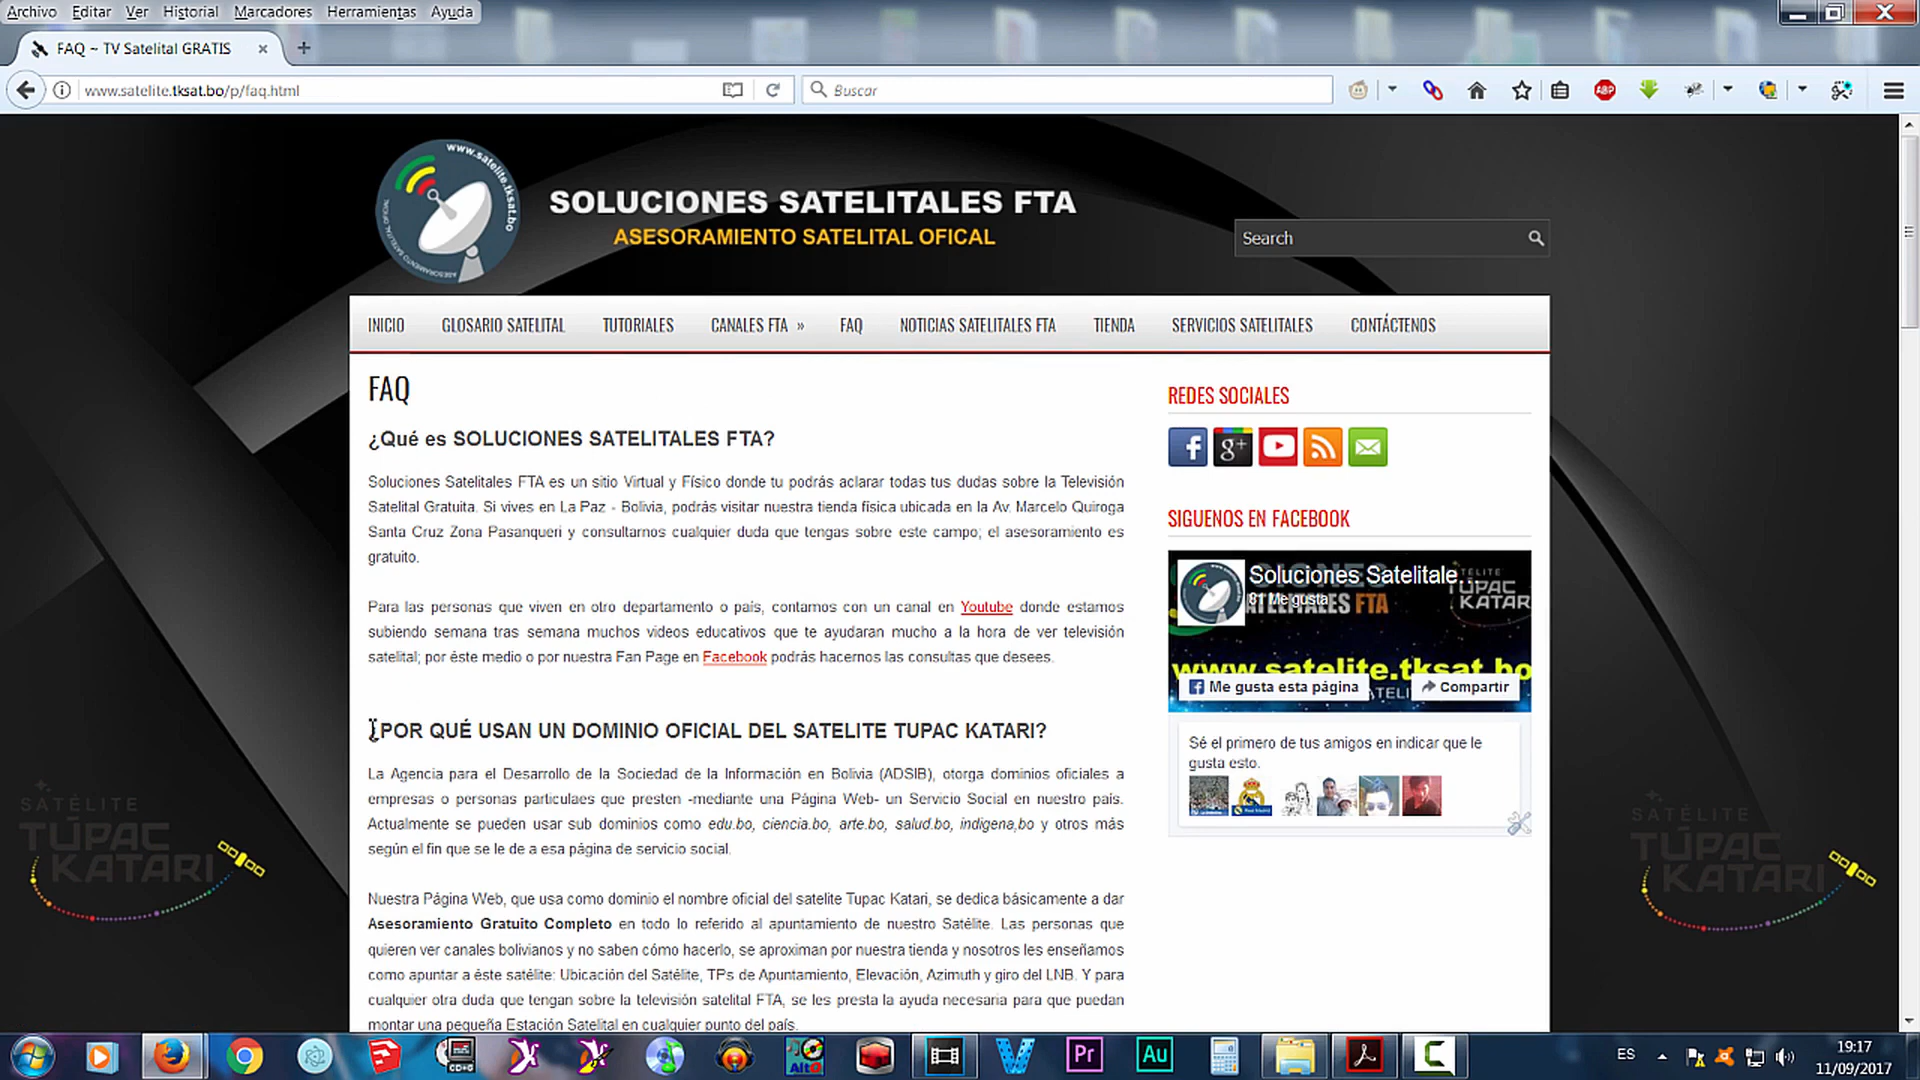 Archivo Editar Ver Historial Marcadores Herramientas Ayuda
FAQ ~ TV Satelital GRATIS
www.satelite.tksat.bo/p/faq.html
Buscar
ABP
www.satelite.tksat.bo
SOLUCIONES SATELITALES FTA
ASESORAMIENTO SATELITAL OFICAL
Search
INICIO GLOSARIO SATELITAL TUTORIALES CANALES FTA » FAQ NOTICIAS SATELITALES FTA TIENDA SERVICIOS SATELITALES CONTÁCTENOS
FAQ
¿Qué es SOLUCIONES SATELITALES FTA?
Soluciones Satelitales FTA es un sitio Virtual y Físico donde tu podrás aclarar todas tus dudas sobre la Televisión
Satelital Gratuita. Si vives en La Paz - Bolivia, podrás visitar nuestra tienda física ubicada en la Av. Marcelo Quiroga
Santa Cruz Zona Pasanqueri y consultarnos cualquier duda que tengas sobre este campo; el asesoramiento es
gratuito.
Para las personas que viven en otro departamento o país, contamos con un canal en Youtube donde estamos
subiendo semana tras semana muchos videos educativos que te ayudaran mucho a la hora de ver televisión
satelital; por éste medio o por nuestra Fan Page en Facebook podrás hacernos las consultas que desees.
¿POR QUÉ USAN UN DOMINIO OFICIAL DEL SATELITE TUPAC KATARI?
La Agencia para el Desarrollo de la Sociedad de la Información en Bolivia (ADSIB), otorga dominios oficiales a
empresas o personas particulaes que presten -mediante una Página Web- un Servicio Social en nuestro país.
Actualmente se pueden usar sub dominios como edu.bo, ciencia.bo, arte.bo, salud.bo, indigena,bo y otros más
según el fin que se le de a esa página de servicio social.
Nuestra Página Web, que usa como dominio el nombre oficial del satelite Tupac Katari, se dedica básicamente a dar
Asesoramiento Gratuito Completo en todo lo referido al apuntamiento de nuestro Satélite. Las personas que
quieren ver canales bolivianos y no saben cómo hacerlo, se aproximan por nuestra tienda y nosotros les enseñamos
como apuntar a éste satélite: Ubicación del Satélite, TPs de Apuntamiento, Elevación, Azimuth y giro del LNB. Y para
cualquier otra duda que tengan sobre la televisión satelital FTA, se les presta la ayuda necesaria para que puedan
montar una pequeña Estación Satelital en cualquier punto del país.
REDES SOCIALES
SIGUENOS EN FACEBOOK
Soluciones Satelitale...
81 Me gusta
www.satelite.tksat.bo
Me gusta esta página
Compartir
Sé el primero de tus amigos en indicar que le
gusta esto.
SATÉLITE
TÚPAC
KATARI
SATÉLITE
TÚPAC
KATARI
Pr
Au
ES
19:17
11/09/2017